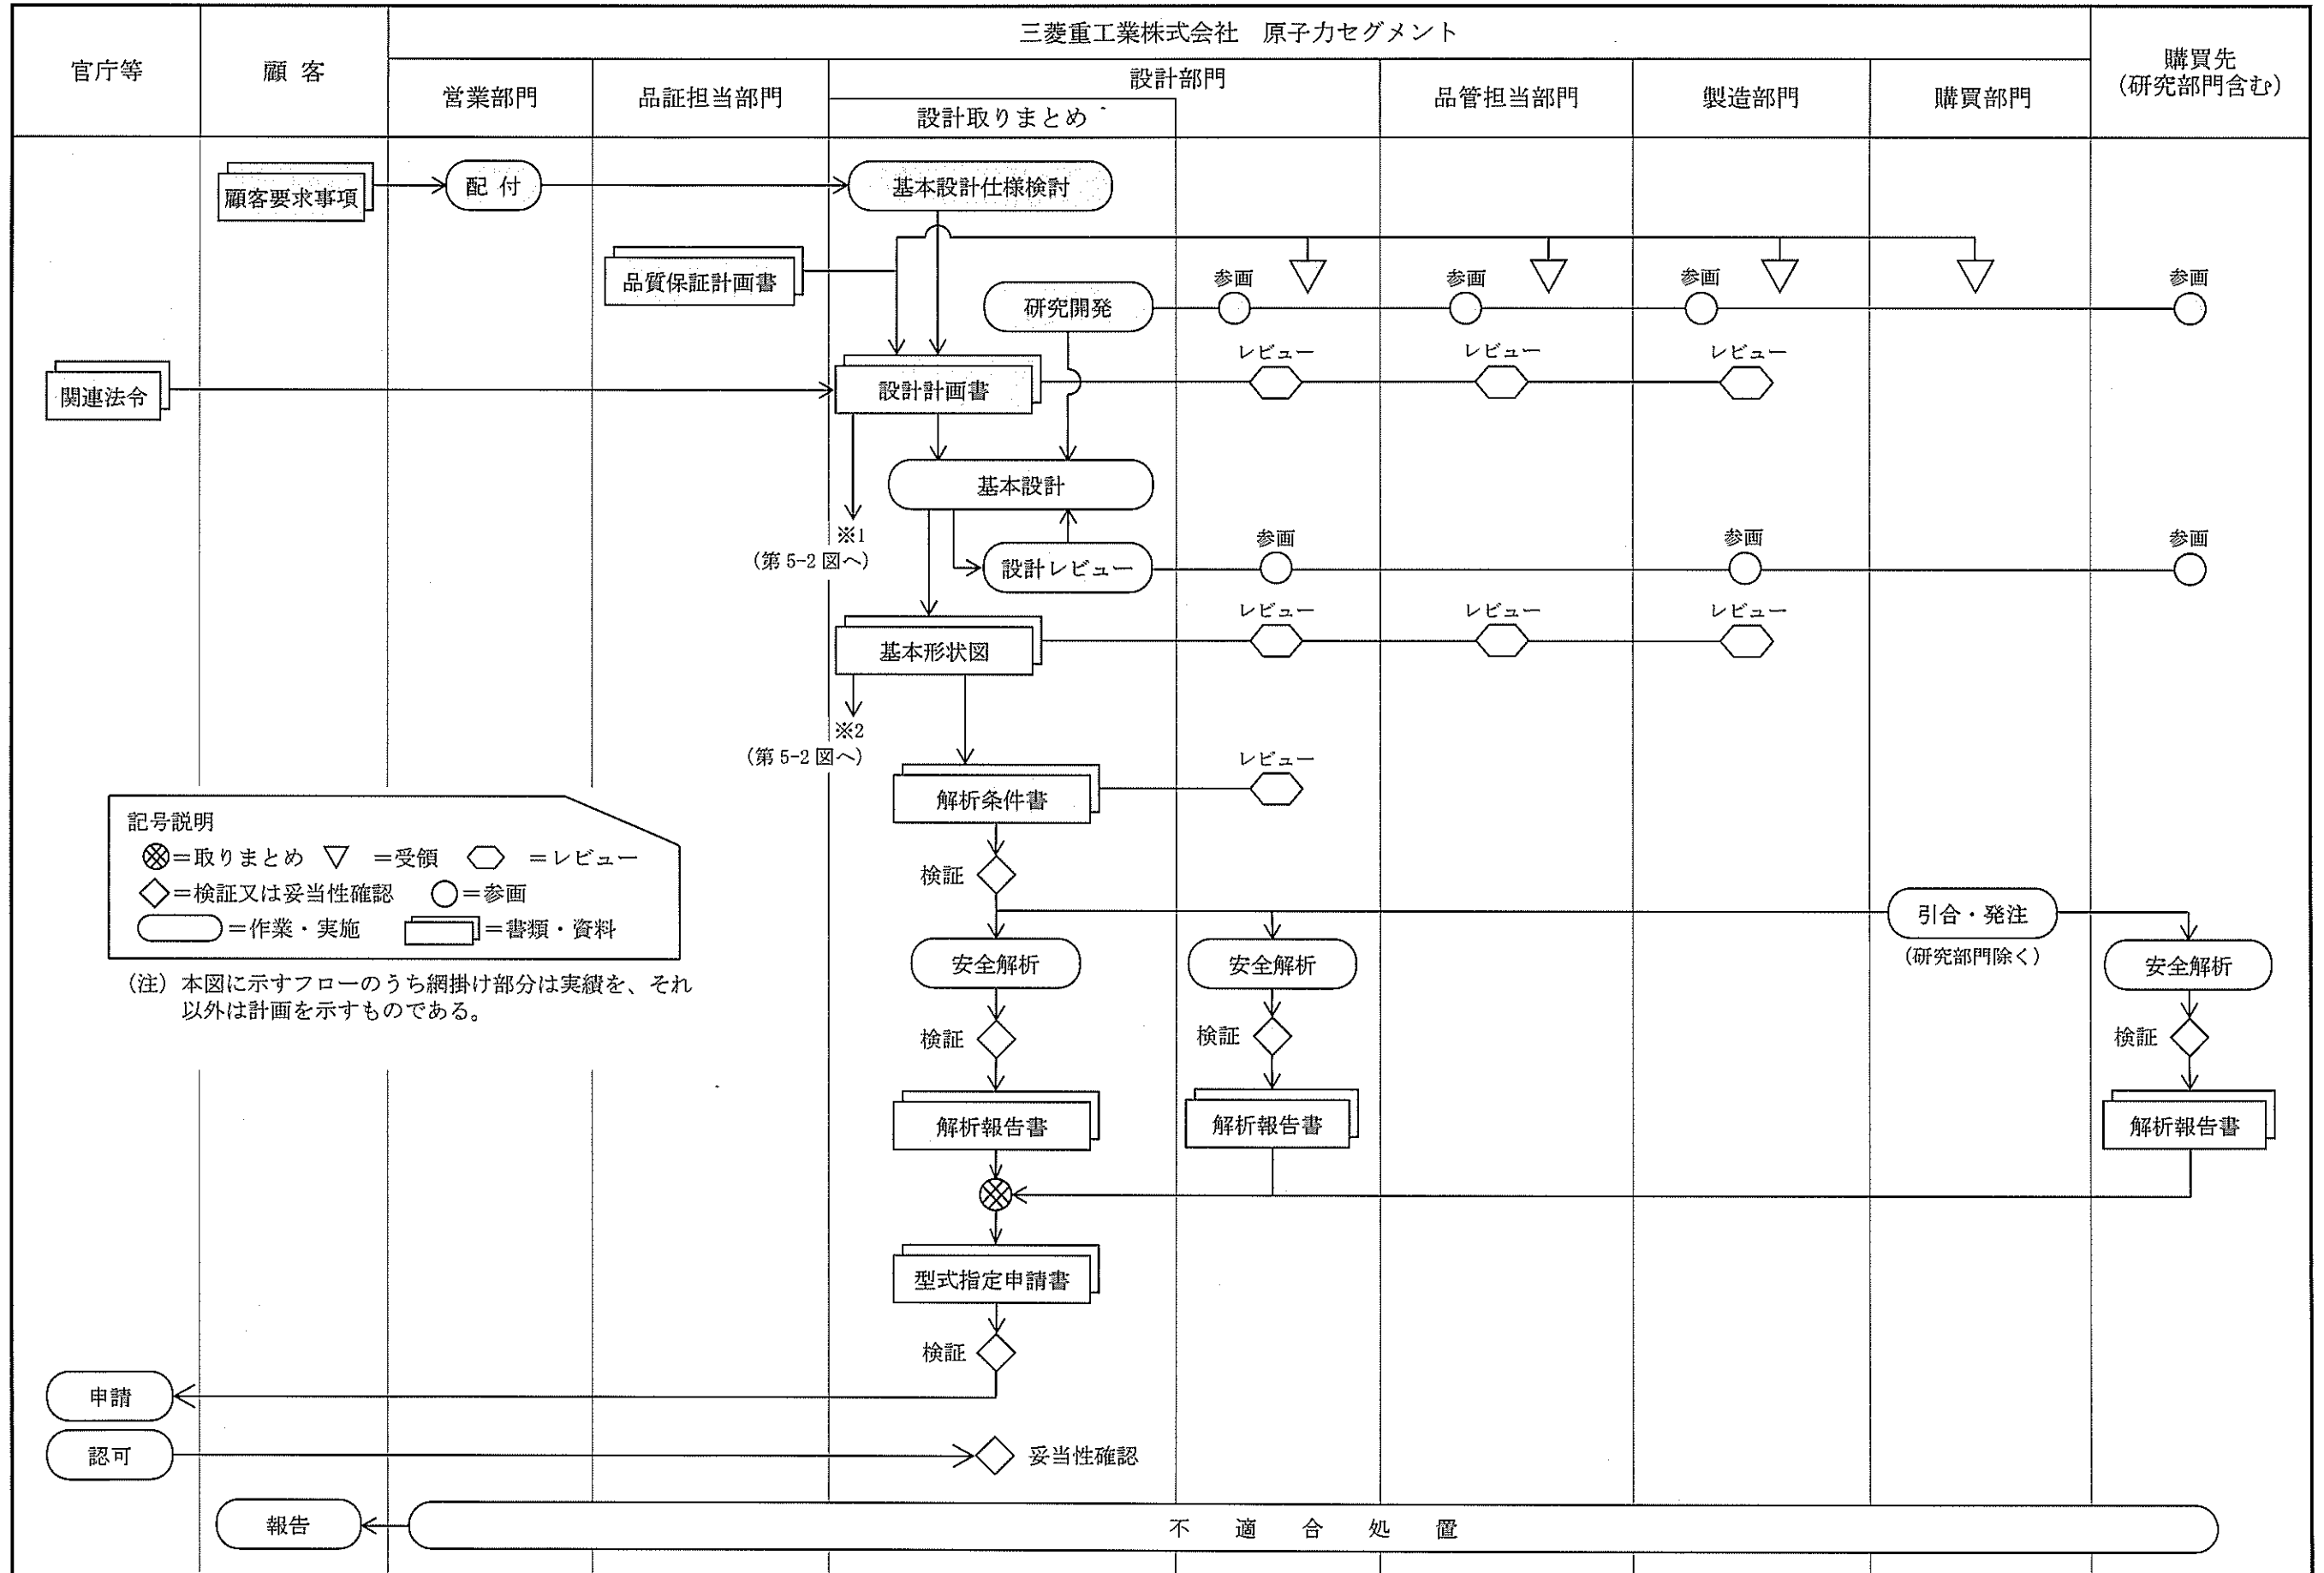 三菱重工業株式会社　原子力セグメント
官庁等
顧 客
購買先
(研究部門含む)
設計部門
営業部門
品証担当部門
設計取りまとめ
品管担当部門
製造部門
購買部門
顧客要求事項
配 付
基本設計仕様検討
品質保証計画書
研究開発
参画
参画
参画
参画
関連法令
設計計画書
レビュー
レビュー
レビュー
基本設計
※1
(第 5-2 図へ)
設計レビュー
参画
参画
参画
基本形状図
レビュー
レビュー
レビュー
※2
(第 5-2 図へ)
解析条件書
レビュー
記号説明
=取りまとめ =受領 =レビュー
=検証又は妥当性確認 =参画
=作業・実施 =書類・資料
(注) 本図に示すフローのうち網掛け部分は実績を、それ
以外は計画を示すものである。
検証
引合・発注
(研究部門除く)
安全解析
安全解析
安全解析
検証
検証
検証
解析報告書
解析報告書
解析報告書
型式指定申請書
検証
申請
認可
妥当性確認
報告
不 適 合 処 置